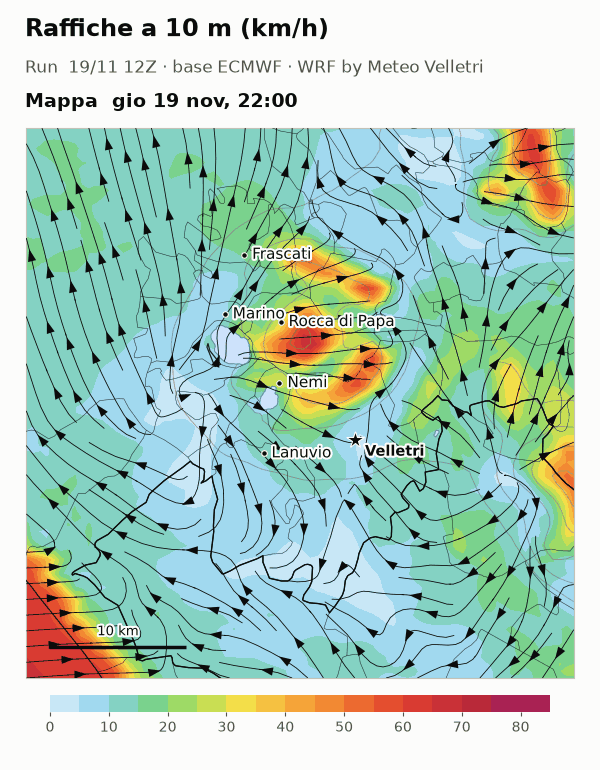 Raffiche a 10 m (km/h)
Run  19/11 12Z · base ECMWF · WRF by Meteo Velletri
Mappa  gio 19 nov, 22:00
Frascati
Marino
Rocca di Papa
Nemi
Velletri
Lanuvio
10 km
0 10 20 30 40 50 60 70 80